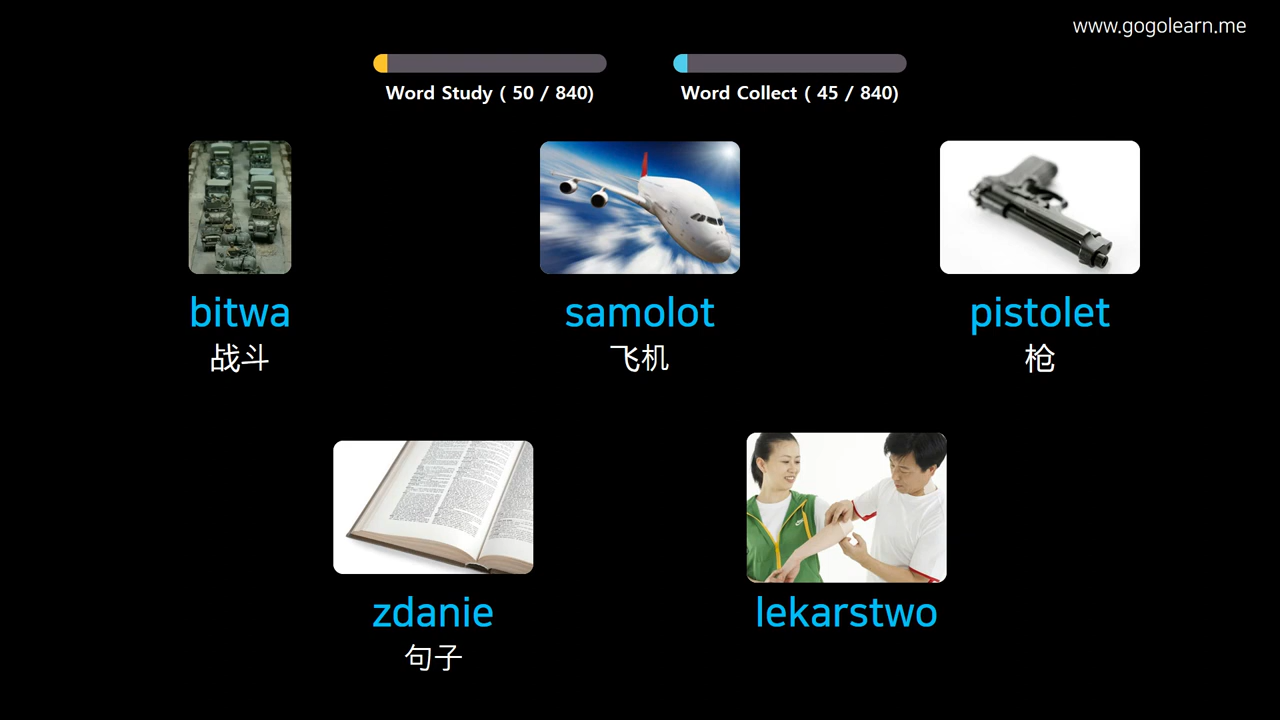 www.gogolearn.me
Word Study ( 50 / 840)
Word Collect ( 45 / 840)
bitwa
战斗
samolot
飞机
pistolet
枪
zdanie
句子
lekarstwo